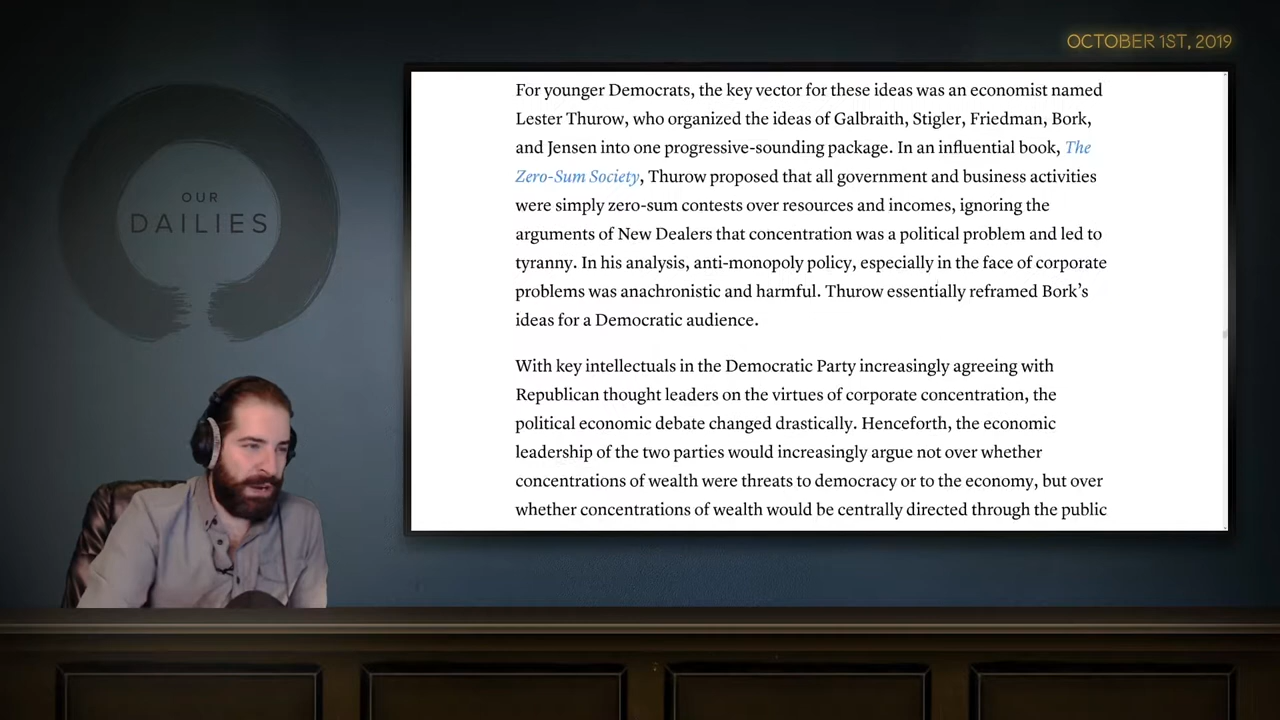 OCTOBER 1ST, 2019
OUR
DAILIES
For younger Democrats, the key vector for these ideas was an economist named
Lester Thurow, who organized the ideas of Galbraith, Stigler, Friedman, Bork,
and Jensen into one progressive-sounding package. In an influential book, The
Zero-Sum Society, Thurow proposed that all government and business activities
were simply zero-sum contests over resources and incomes, ignoring the
arguments of New Dealers that concentration was a political problem and led to
tyranny. In his analysis, anti-monopoly policy, especially in the face of corporate
problems was anachronistic and harmful. Thurow essentially reframed Bork’s
ideas for a Democratic audience.
With key intellectuals in the Democratic Party increasingly agreeing with
Republican thought leaders on the virtues of corporate concentration, the
political economic debate changed drastically. Henceforth, the economic
leadership of the two parties would increasingly argue not over whether
concentrations of wealth were threats to democracy or to the economy, but over
whether concentrations of wealth would be centrally directed through the public